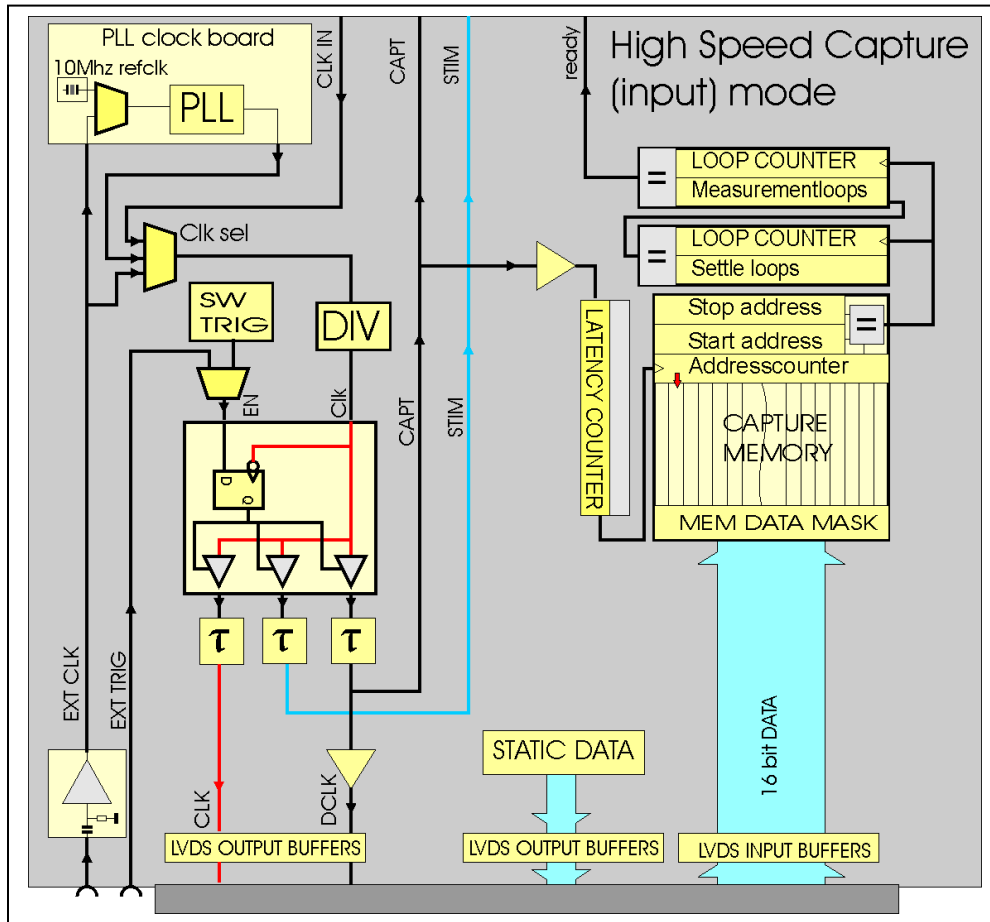 PLL clock board
10Mhz refclk
PLL
CLK IN
CAPT
STIM
ready
High Speed Capture
(input) mode
LOOP COUNTER
Measurementloops
=
LOOP COUNTER
Settle loops
=
Clk sel
SW
TRIG
DIV
Stop address
Start address
=
Addresscounter
CAPTURE
MEMORY
MEM DATA MASK
LATENCY COUNTER
EN
Clk
CAPT
STIM
D
Q
τ
τ
τ
EXT CLK
EXT TRIG
CLK
DCLK
STATIC DATA
16 bit DATA
LVDS OUTPUT BUFFERS
LVDS OUTPUT BUFFERS
LVDS INPUT BUFFERS